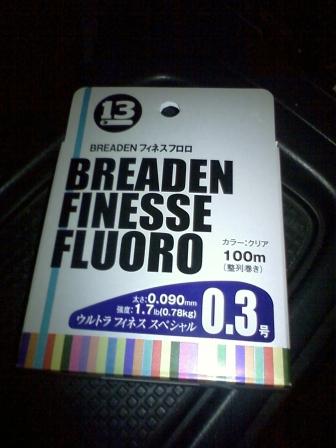 13
BREADEN フィネスフロロ
BREADEN
FINESSE
FLUORO
カラー:クリア
100m
(整列巻き)
太さ:0.090mm
強度:1.7lb(0.78kg)
ウルトラ フィネス スペシャル
0.3号